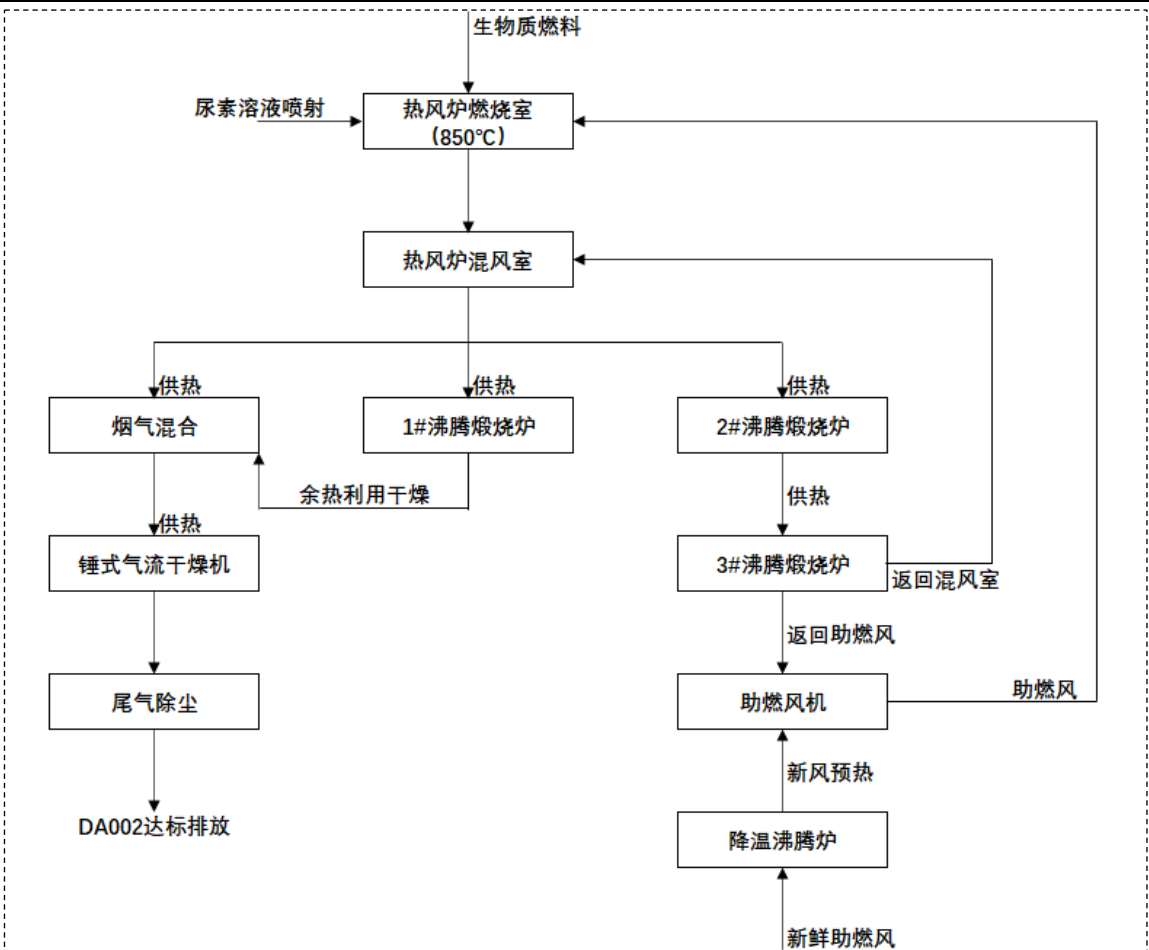 生物质燃料
尿素溶液喷射
热风炉燃烧室
(850℃)
热风炉混风室
供热
供热
供热
烟气混合
1#沸腾煅烧炉
2#沸腾煅烧炉
余热利用干燥
供热
供热
锤式气流干燥机
3#沸腾煅烧炉
返回混风室
返回助燃风
尾气除尘
助燃风机
助燃风
新风预热
DA002达标排放
降温沸腾炉
新鲜助燃风